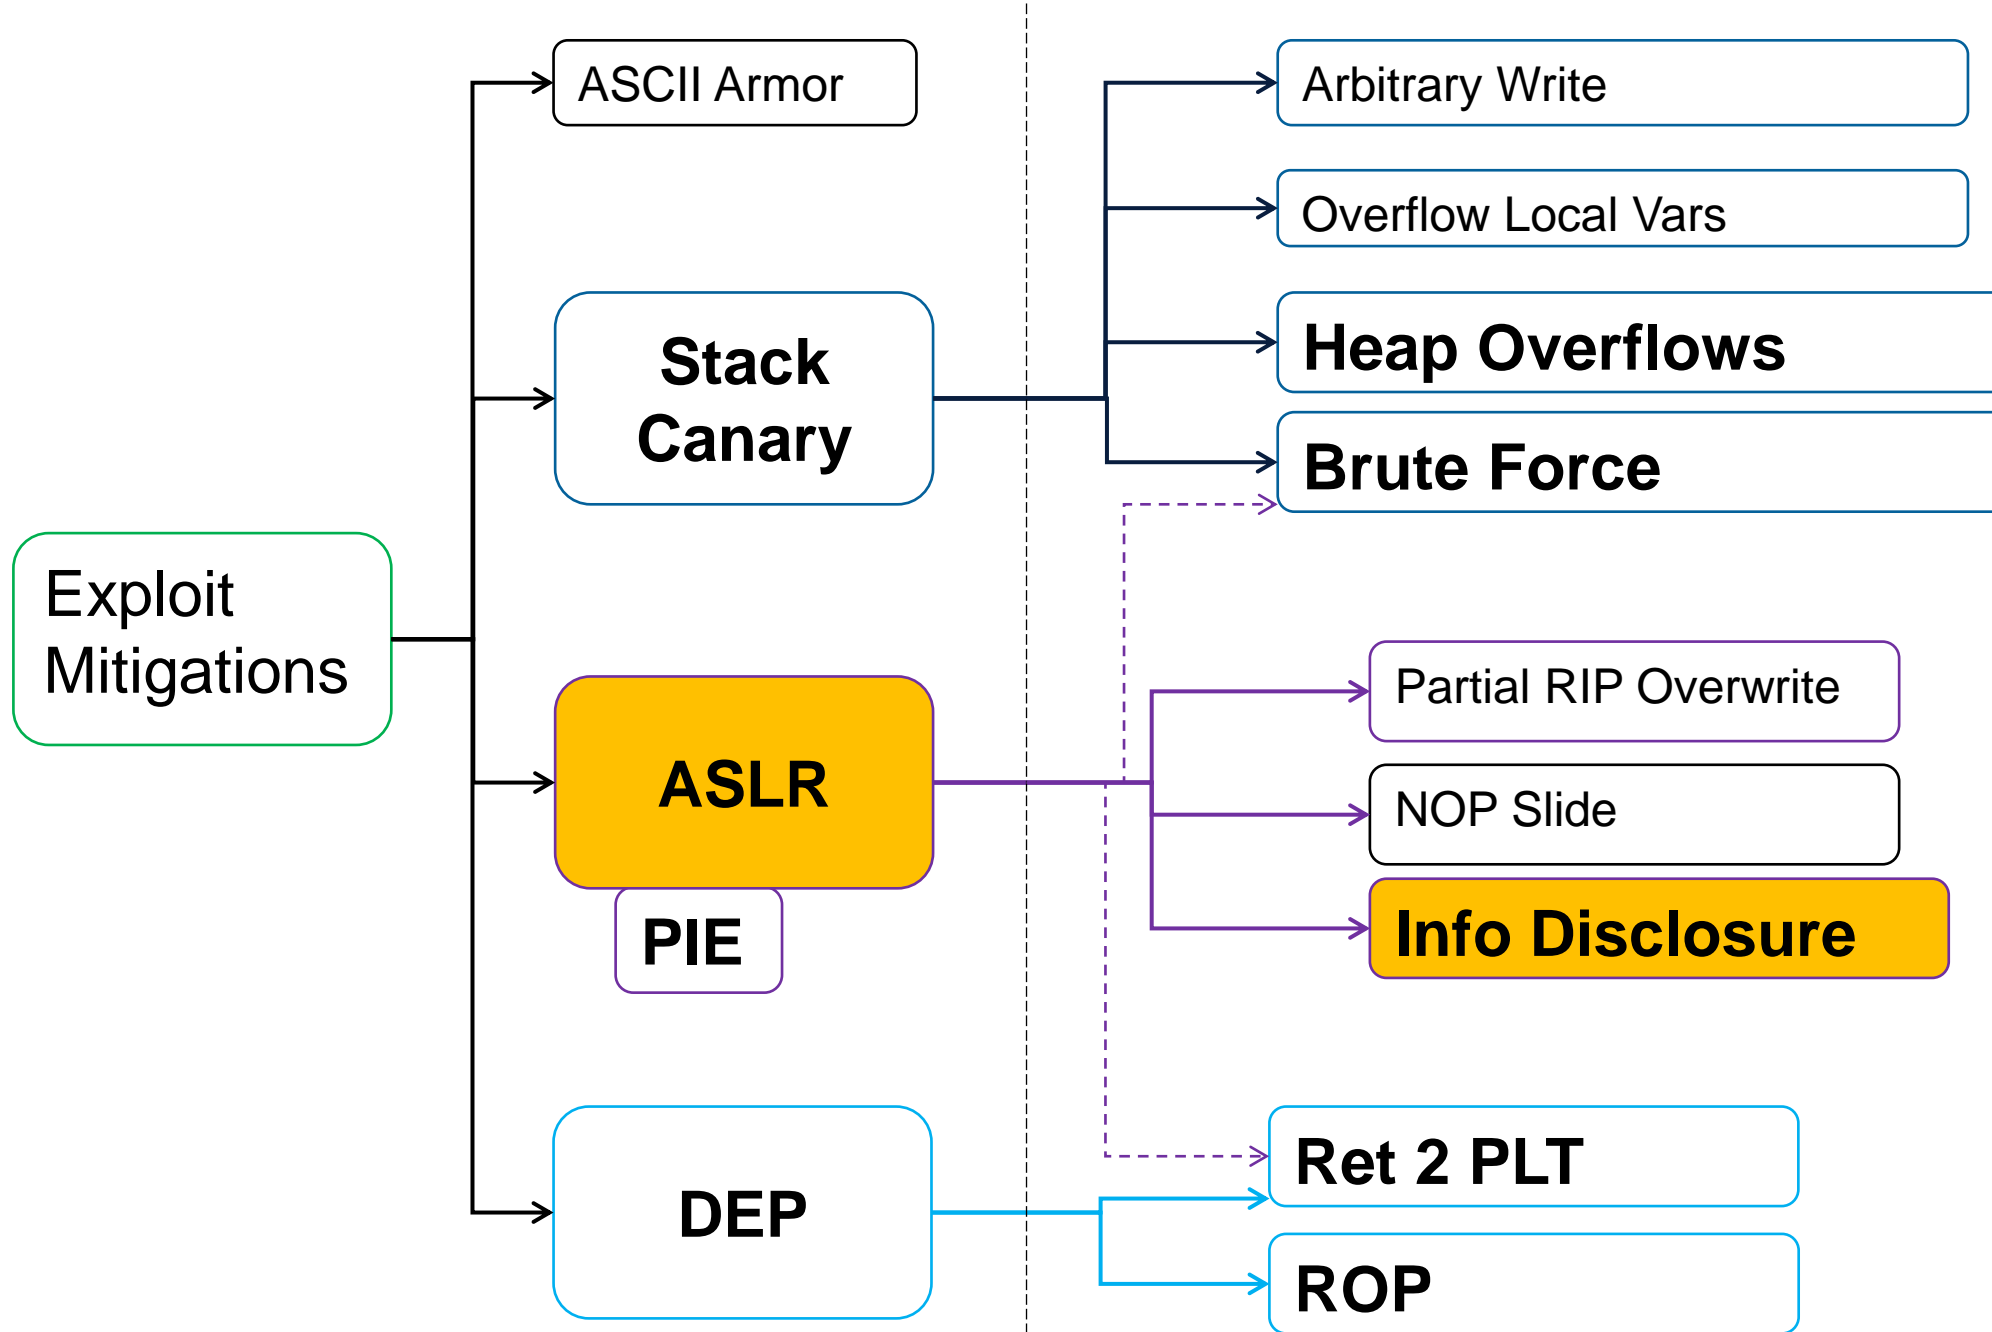 ASCII Armor
Arbitrary Write
Overflow Local Vars
Stack
Canary
Heap Overflows
Brute Force
Exploit
Mitigations
ASLR
PIE
Partial RIP Overwrite
NOP Slide
Info Disclosure
DEP
Ret 2 PLT
ROP